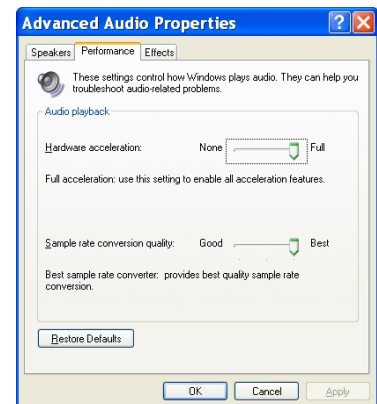 Advanced Audio Properties
Speakers Performance Effects
These settings control how Windows plays audio. They can help you
troubleshoot audio-related problems.
Audio playback
Hardware acceleration: None Full
Full acceleration: use this setting to enable all acceleration features.
Sample rate conversion quality: Good Best
Best sample rate converter: provides best quality sample rate
conversion.
Restore Defaults
OK Cancel Apply